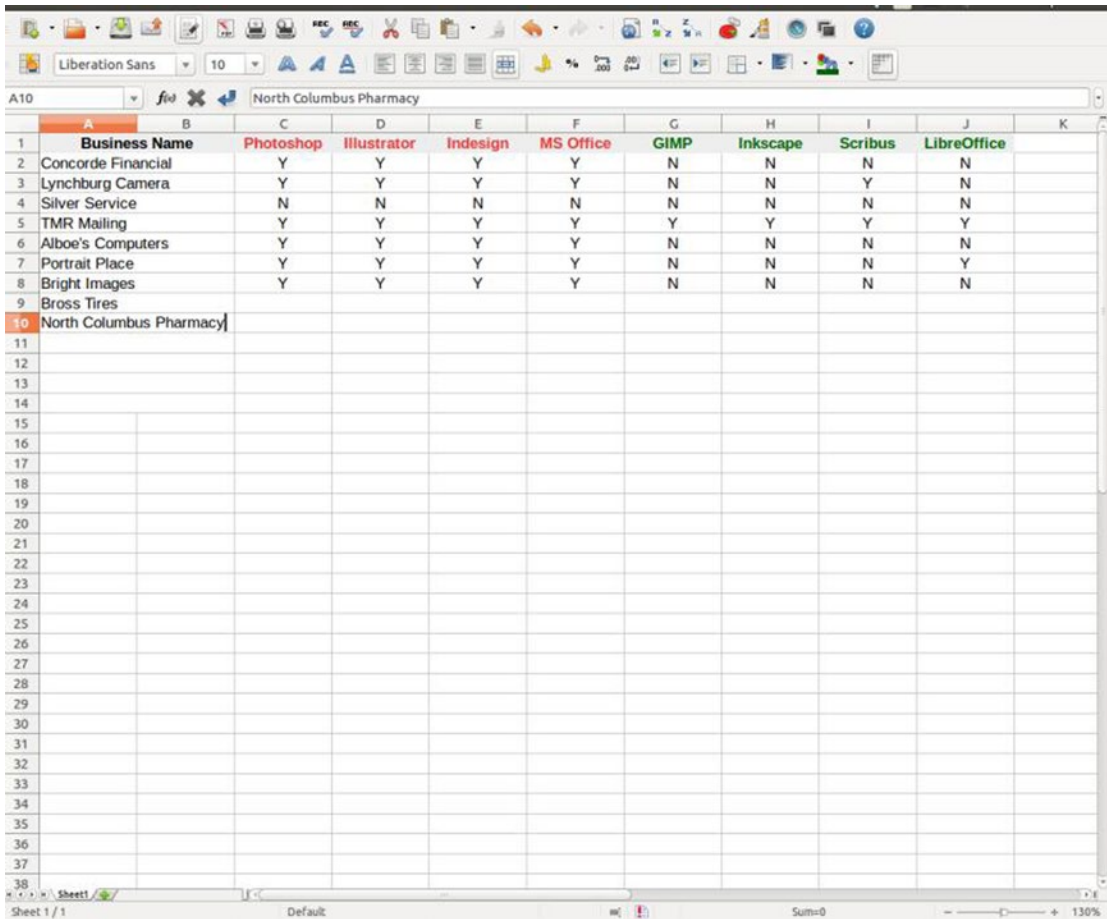 Liberation Sans 10
A10 f(x) North Columbus Pharmacy
A B C D E F G H I J K
1 Business Name Photoshop Illustrator Indesign MS Office GIMP Inkscape Scribus LibreOffice
2 Concorde Financial Y Y Y Y N N N N
3 Lynchburg Camera Y Y Y Y N N Y N
4 Silver Service N N N N N N N N
5 TMR Mailing Y Y Y Y Y Y Y Y
6 Alboe's Computers Y Y Y Y N N N N
7 Portrait Place Y Y Y Y N N N Y
8 Bright Images Y Y Y Y N N N N
9 Bross Tires
10 North Columbus Pharmacy
11
12
13
14
15
16
17
18
19
20
21
22
23
24
25
26
27
28
29
30
31
32
33
34
35
36
37
38
Sheet1
Sheet 1 / 1 Default Sum=0 130%